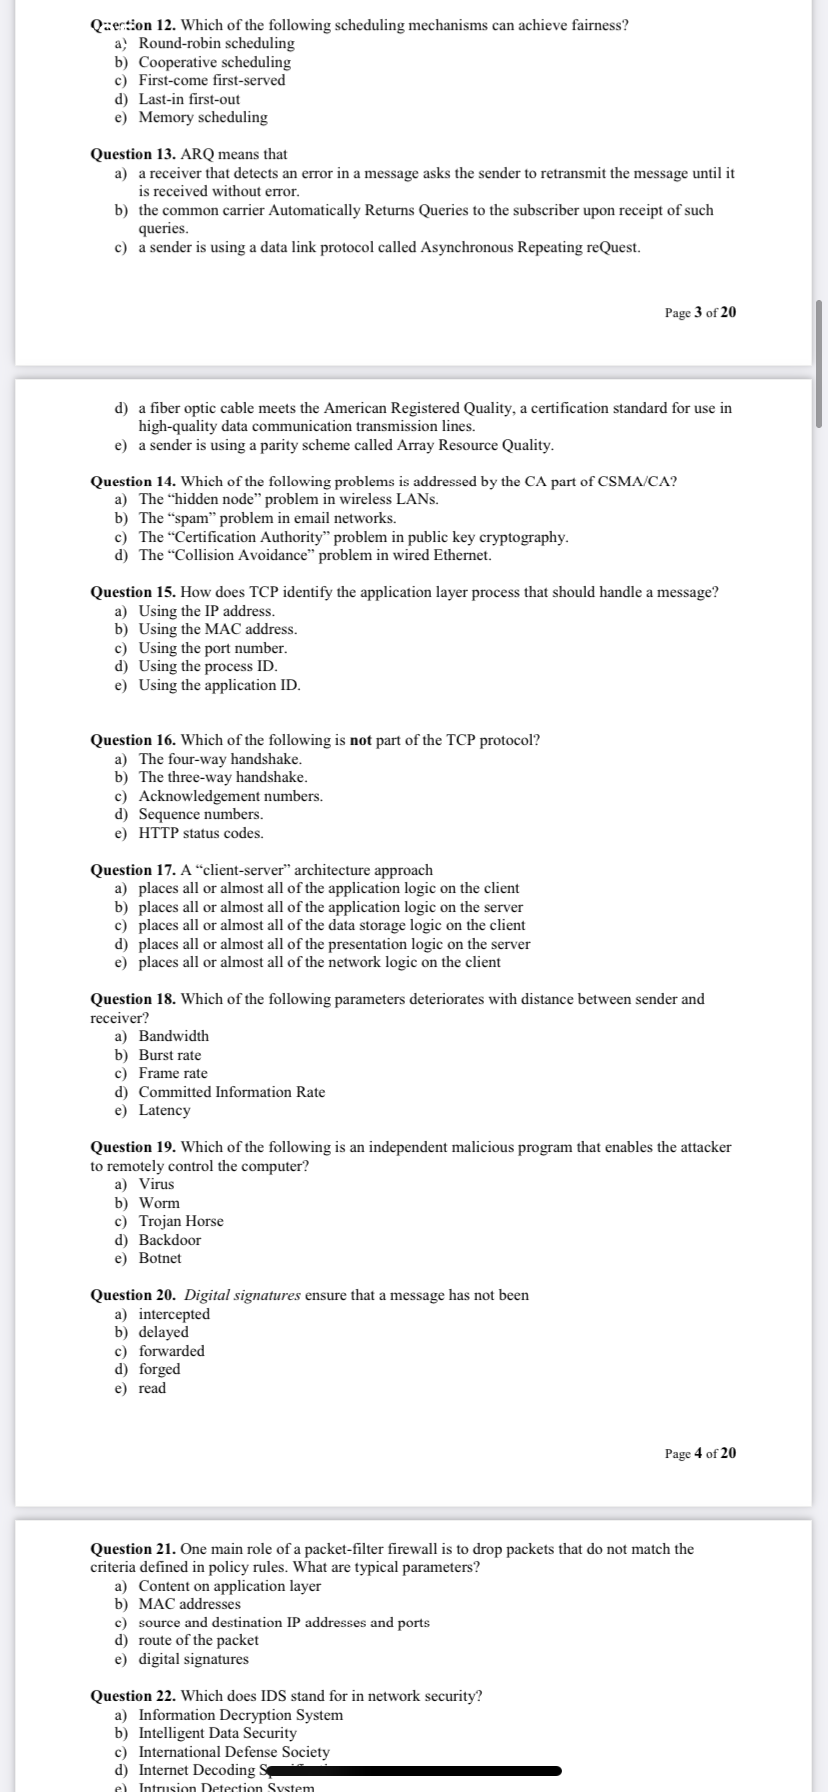 Question 12. Which of the following scheduling mechanisms can achieve fairness?
a) Round-robin scheduling
b) Cooperative scheduling
c) First-come first-served
d) Last-in first-out
e) Memory scheduling
Question 13. ARQ means that
a) a receiver that detects an error in a message asks the sender to retransmit the message until it
is received without error.
b) the common carrier Automatically Returns Queries to the subscriber upon receipt of such
queries.
c) a sender is using a data link protocol called Asynchronous Repeating reQuest.
Page 3 of 20
d) a fiber optic cable meets the American Registered Quality, a certification standard for use in
high-quality data communication transmission lines.
e) a sender is using a parity scheme called Array Resource Quality.
Question 14. Which of the following problems is addressed by the CA part of CSMA/CA?
a) The “hidden node” problem in wireless LANs.
b) The “spam” problem in email networks.
c) The “Certification Authority” problem in public key cryptography.
d) The “Collision Avoidance” problem in wired Ethernet.
Question 15. How does TCP identify the application layer process that should handle a message?
a) Using the IP address.
b) Using the MAC address.
c) Using the port number.
d) Using the process ID.
e) Using the application ID.
Question 16. Which of the following is not part of the TCP protocol?
a) The four-way handshake.
b) The three-way handshake.
c) Acknowledgement numbers.
d) Sequence numbers.
e) HTTP status codes.
Question 17. A “client-server” architecture approach
a) places all or almost all of the application logic on the client
b) places all or almost all of the application logic on the server
c) places all or almost all of the data storage logic on the client
d) places all or almost all of the presentation logic on the server
e) places all or almost all of the network logic on the client
Question 18. Which of the following parameters deteriorates with distance between sender and
receiver?
a) Bandwidth
b) Burst rate
c) Frame rate
d) Committed Information Rate
e) Latency
Question 19. Which of the following is an independent malicious program that enables the attacker
to remotely control the computer?
a) Virus
b) Worm
c) Trojan Horse
d) Backdoor
e) Botnet
Question 20. Digital signatures ensure that a message has not been
a) intercepted
b) delayed
c) forwarded
d) forged
e) read
Page 4 of 20
Question 21. One main role of a packet-filter firewall is to drop packets that do not match the
criteria defined in policy rules. What are typical parameters?
a) Content on application layer
b) MAC addresses
c) source and destination IP addresses and ports
d) route of the packet
e) digital signatures
Question 22. Which does IDS stand for in network security?
a) Information Decryption System
b) Intelligent Data Security
c) International Defense Society
d) Internet Decoding
e) Intrusion Detection System